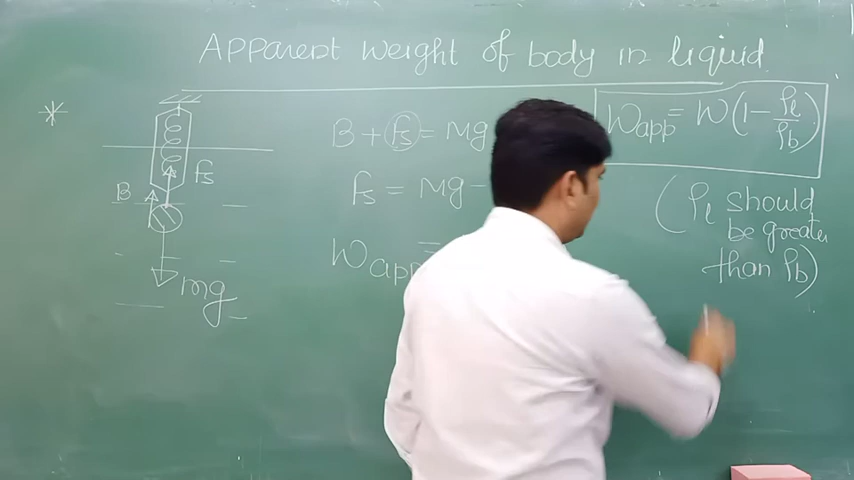 Apparent weight of body in liquid
*
B + fs = Mg
fs = Mg -
Wapp =
Wapp = W(1 - ρl/ρb)
(ρl should
be greater
than ρb)
fs
B
mg